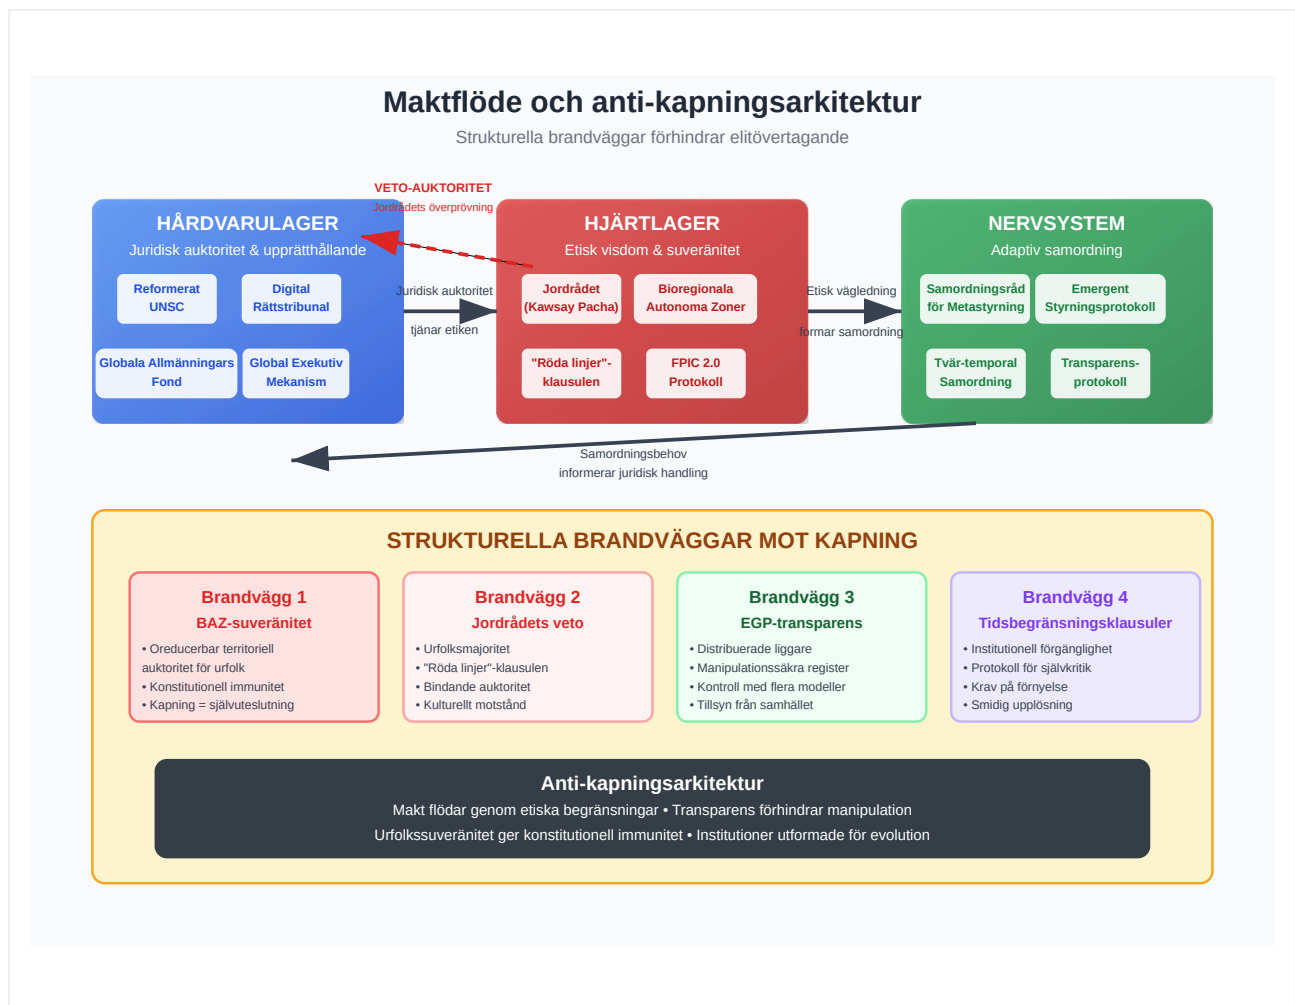 Maktflöde och anti-kapningsarkitektur
Strukturella brandväggar förhindrar elitövertagande
VETO-AUKTORITET
Jordrådets överprövning
HÅRDVARULAGER
Juridisk auktoritet & upprätthållande
Reformerat
UNSC
Digital
Rättstribunal
Globala Allmänningars
Fond
Global Exekutiv
Mekanism
Juridisk auktoritet
tjänar etiken
HJÄRTLAGER
Etisk visdom & suveränitet
Jordrådet
(Kawsay Pacha)
Bioregionala
Autonoma Zoner
"Röda linjer"-
klausulen
FPIC 2.0
Protokoll
Etisk vägledning
formar samordning
NERVSYSTEM
Adaptiv samordning
Samordningsråd
för Metastyrning
Emergent
Styrningsprotokoll
Tvär-temporal
Samordning
Transparens-
protokoll
Samordningsbehov
informerar juridisk handling
STRUKTURELLA BRANDVÄGGAR MOT KAPNING
Brandvägg 1
BAZ-suveränitet
• Oreducerbar territoriell
auktoritet för urfolk
• Konstitutionell immunitet
• Kapning = självuteslutning
Brandvägg 2
Jordrådets veto
• Urfolksmajoritet
• "Röda linjer"-klausulen
• Bindande auktoritet
• Kulturellt motstånd
Brandvägg 3
EGP-transparens
• Distribuerade liggare
• Manipulationssäkra register
• Kontroll med flera modeller
• Tillsyn från samhället
Brandvägg 4
Tidsbegränsningsklausuler
• Institutionell förgänglighet
• Protokoll för självkritik
• Krav på förnyelse
• Smidig upplösning
Anti-kapningsarkitektur
Makt flödar genom etiska begränsningar • Transparens förhindrar manipulation
Urfolkssuveränitet ger konstitutionell immunitet • Institutioner utformade för evolution